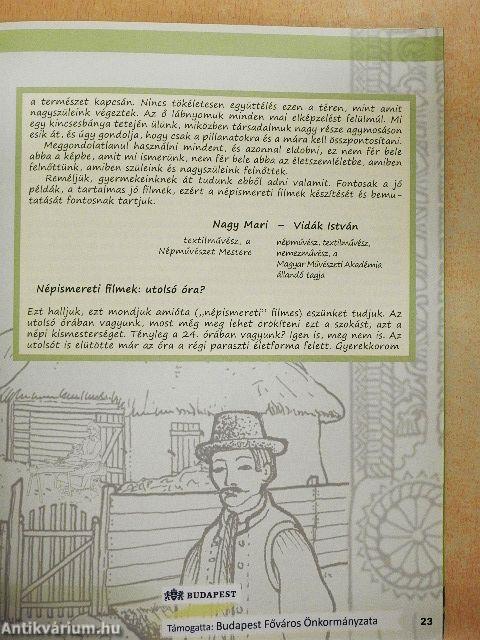 a természet kapcsán. Nincs tökéletesen együttélés ezen a téren, mint amit
nagyszüleink végeztek. Az ő lábnyomuk minden mai elképzelést felülmúl. Mi
egy kincsesbánya tetején ülünk, miközben társadalmuk nagy része agymosáson
esik át, és úgy gondolja, hogy csak a pillanatokra és a mára kell összpontosítani.
Meggondolatlanul használni mindent, és azonnal eldobni, ez nem fér bele
abba a képbe, amit mi ismerünk, nem fér bele abba az életszemléletbe, amiben
felnőttünk, amiben szüleink és nagyszüleink felnőttek.
Reméljük, gyermekeinknek át tudunk ebből adni valamit. Fontosak a jó
példák, a tartalmas jó filmek, ezért a népismereti filmek készítését és bemu-
tatását fontosnak tartjuk.
Nagy Mari – Vidák István
textilművész, a
Népművészet Mestere
népművész, textilművész,
nemezművész, a
Magyar Művészeti Akadémia
állandó tagja
Népismereti filmek: utolsó óra?
Ezt halljuk, ezt mondjuk amióta („népismereti” filmes) eszünket tudjuk. Az
utolsó órában vagyunk, most még meg lehet örökíteni ezt a szokást, azt a
népi kismesterséget. Tényleg a 24. órában vagyunk? Igen is, meg nem is. Az
utolsót is elütötte már az óra a régi paraszti életforma felett. Gyerekkorom
BUDAPEST
Támogatta: Budapest Főváros Önkormányzata
23
Antikvárium.hu